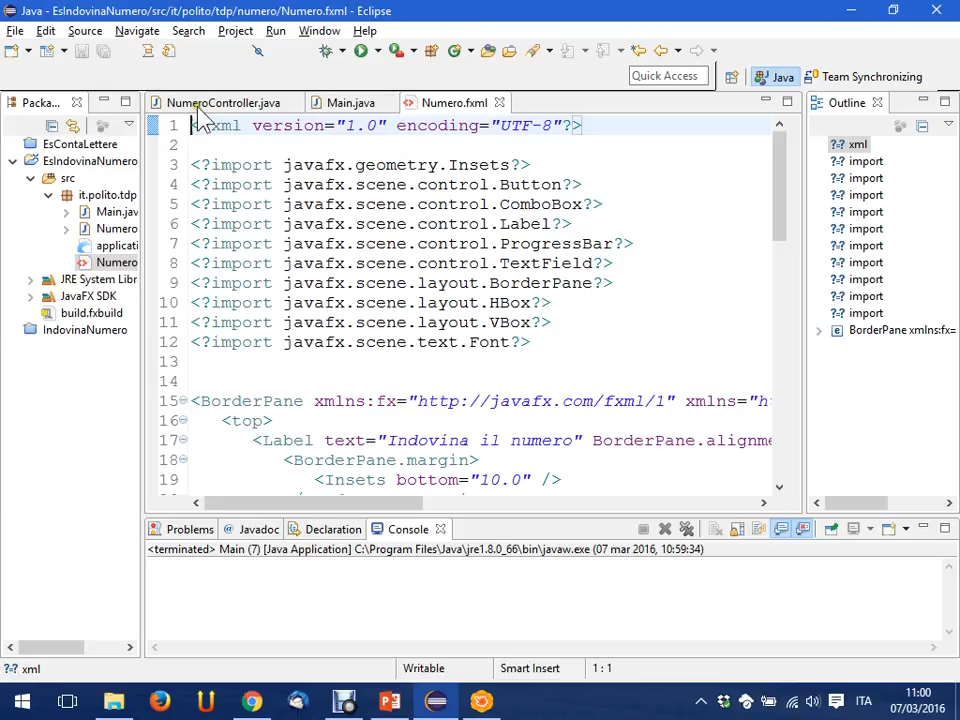 Java - EsIndovinaNumero/src/it/polito/tdp/numero/Numero.fxml - Eclipse
File Edit Source Navigate Search Project Run Window Help
Quick Access Java Team Synchronizing
Packa... NumeroController.java Main.java Numero.fxml Outline
EsContaLettere
EsIndovinaNumero
src
it.polito.tdp
Main.jav
Numero
applicati
Numero
JRE System Libr
JavaFX SDK
build.fxbuild
IndovinaNumero
1 <?xml version="1.0" encoding="UTF-8"?>
2
3 <?import javafx.geometry.Insets?>
4 <?import javafx.scene.control.Button?>
5 <?import javafx.scene.control.ComboBox?>
6 <?import javafx.scene.control.Label?>
7 <?import javafx.scene.control.ProgressBar?>
8 <?import javafx.scene.control.TextField?>
9 <?import javafx.scene.layout.BorderPane?>
10 <?import javafx.scene.layout.HBox?>
11 <?import javafx.scene.layout.VBox?>
12 <?import javafx.scene.text.Font?>
13
14
15 <BorderPane xmlns:fx="http://javafx.com/fxml/1" xmlns="h
16 <top>
17 <Label text="Indovina il numero" BorderPane.alignme
18 <BorderPane.margin>
19 <Insets bottom="10.0" />
xml
import
import
import
import
import
import
import
import
import
import
BorderPane xmlns:fx=
Problems Javadoc Declaration Console
<terminated> Main (7) [Java Application] C:\Program Files\Java\jre1.8.0_66\bin\javaw.exe (07 mar 2016, 10:59:34)
xml Writable Smart Insert 1 : 1
ITA 11:00
07/03/2016